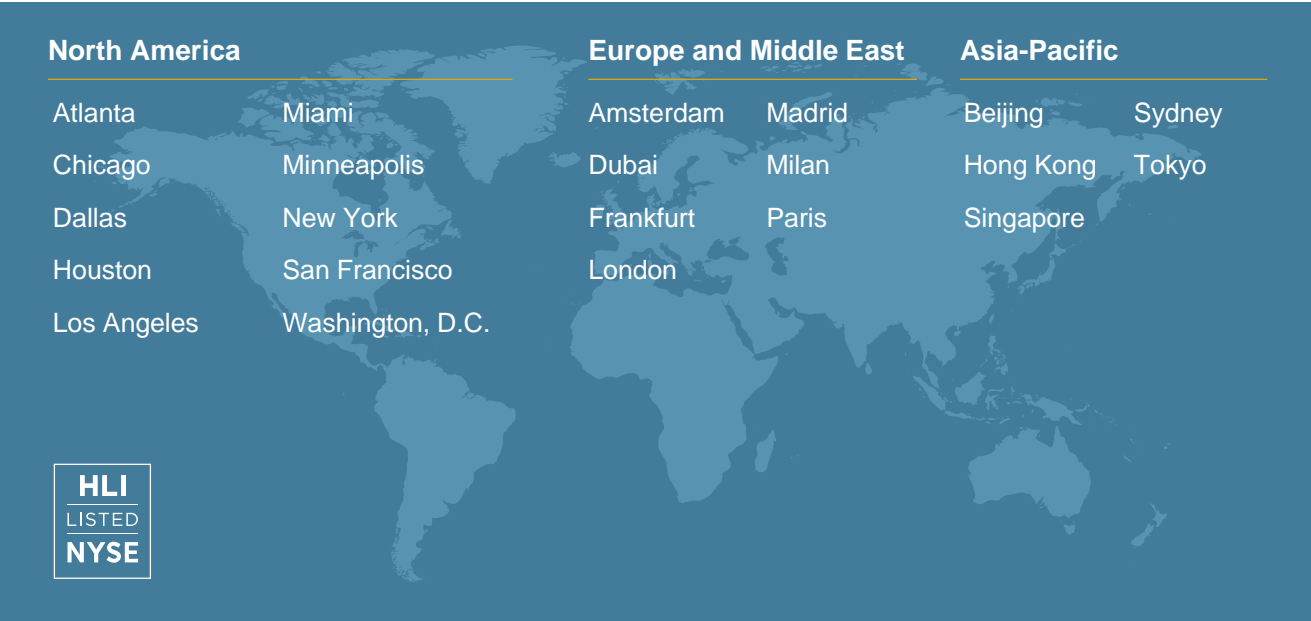 North America
Atlanta
Chicago
Dallas
Houston
Los Angeles
Miami
Minneapolis
New York
San Francisco
Washington, D.C.
Europe and Middle East
Amsterdam
Dubai
Frankfurt
London
Madrid
Milan
Paris
Asia-Pacific
Beijing
Hong Kong
Singapore
Sydney
Tokyo
HLI
LISTED
NYSE